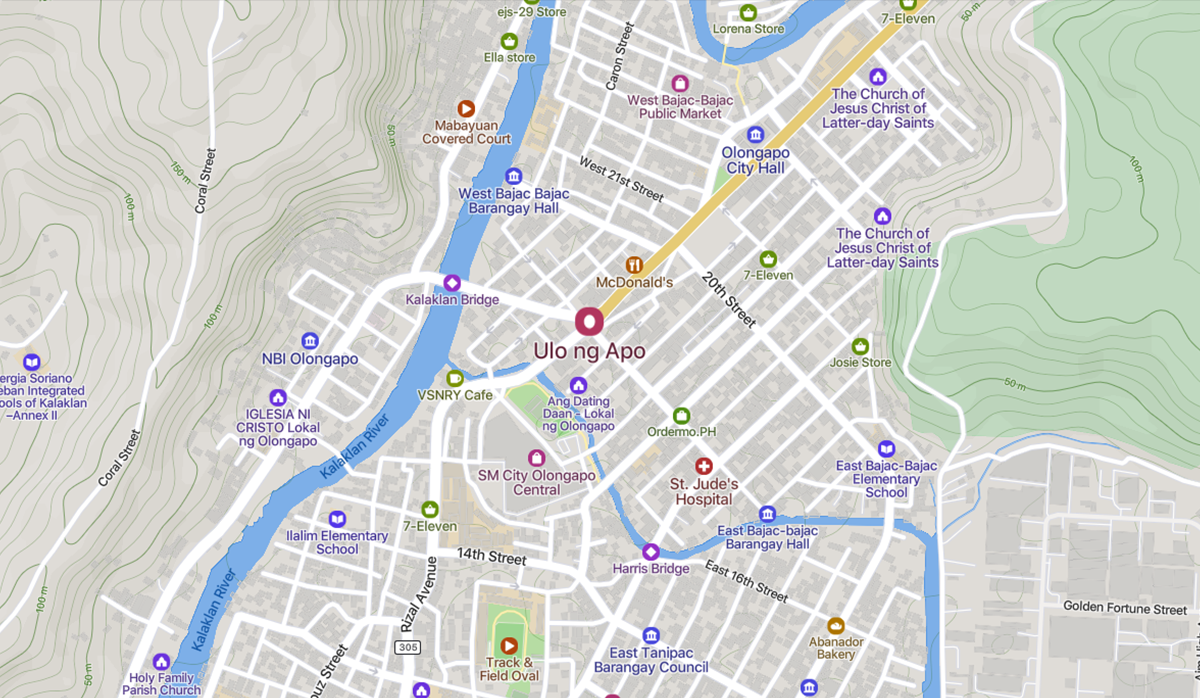 ejs-29 Store
7-Eleven
50 m
Lorena Store
Ella store
Caron Street
West Bajac-Bajac
Public Market
The Church of
Jesus Christ of
Latter-day Saints
Mabayuan
Covered Court
50 m
Olongapo
City Hall
150 m
Coral Street
100 m
West 21st Street
100 m
West Bajac Bajac
Barangay Hall
The Church of
Jesus Christ of
Latter-day Saints
McDonald's
7-Eleven
20th Street
Kalaklan Bridge
100 m
Ulo ng Apo
NBI Olongapo
Josie Store
ergia Soriano
eban Integrated
ools of Kalaklan
–Annex II
VSNRY Cafe
50 m
Ang Dating
Daan - Lokal
ng Olongapo
IGLESIA NI
CRISTO Lokal
ng Olongapo
Ordermo.PH
Kalaklan River
Coral Street
SM City Olongapo
Central
St. Jude's
Hospital
East Bajac-Bajac
Elementary
School
7-Eleven
Ilalim Elementary
School
East Bajac-bajac
Barangay Hall
14th Street
Harris Bridge
East 16th Street
Rizal Avenue
100 m
Kalaklan River
Golden Fortune Street
305
Abanador
Bakery
East Tanipac
Barangay Council
Track &
Field Oval
Holy Family
Parish Church
50 m
nuz Street